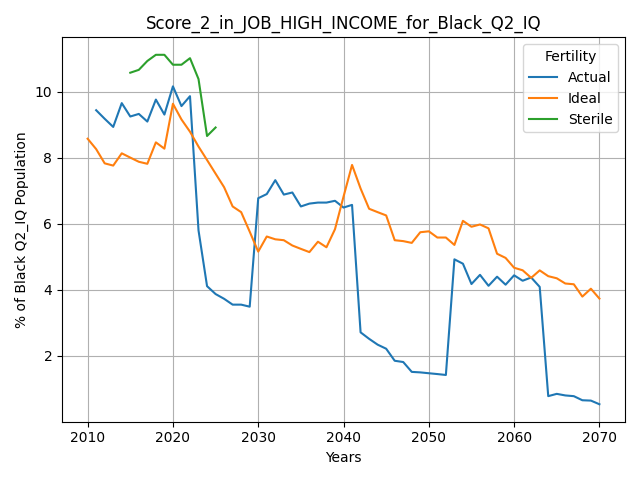 Score_2_in_JOB_HIGH_INCOME_for_Black_Q2_IQ
Fertility
Actual
Ideal
Sterile
% of Black Q2_IQ Population
10
8
6
4
2
2010 2020 2030 2040 2050 2060 2070
Years